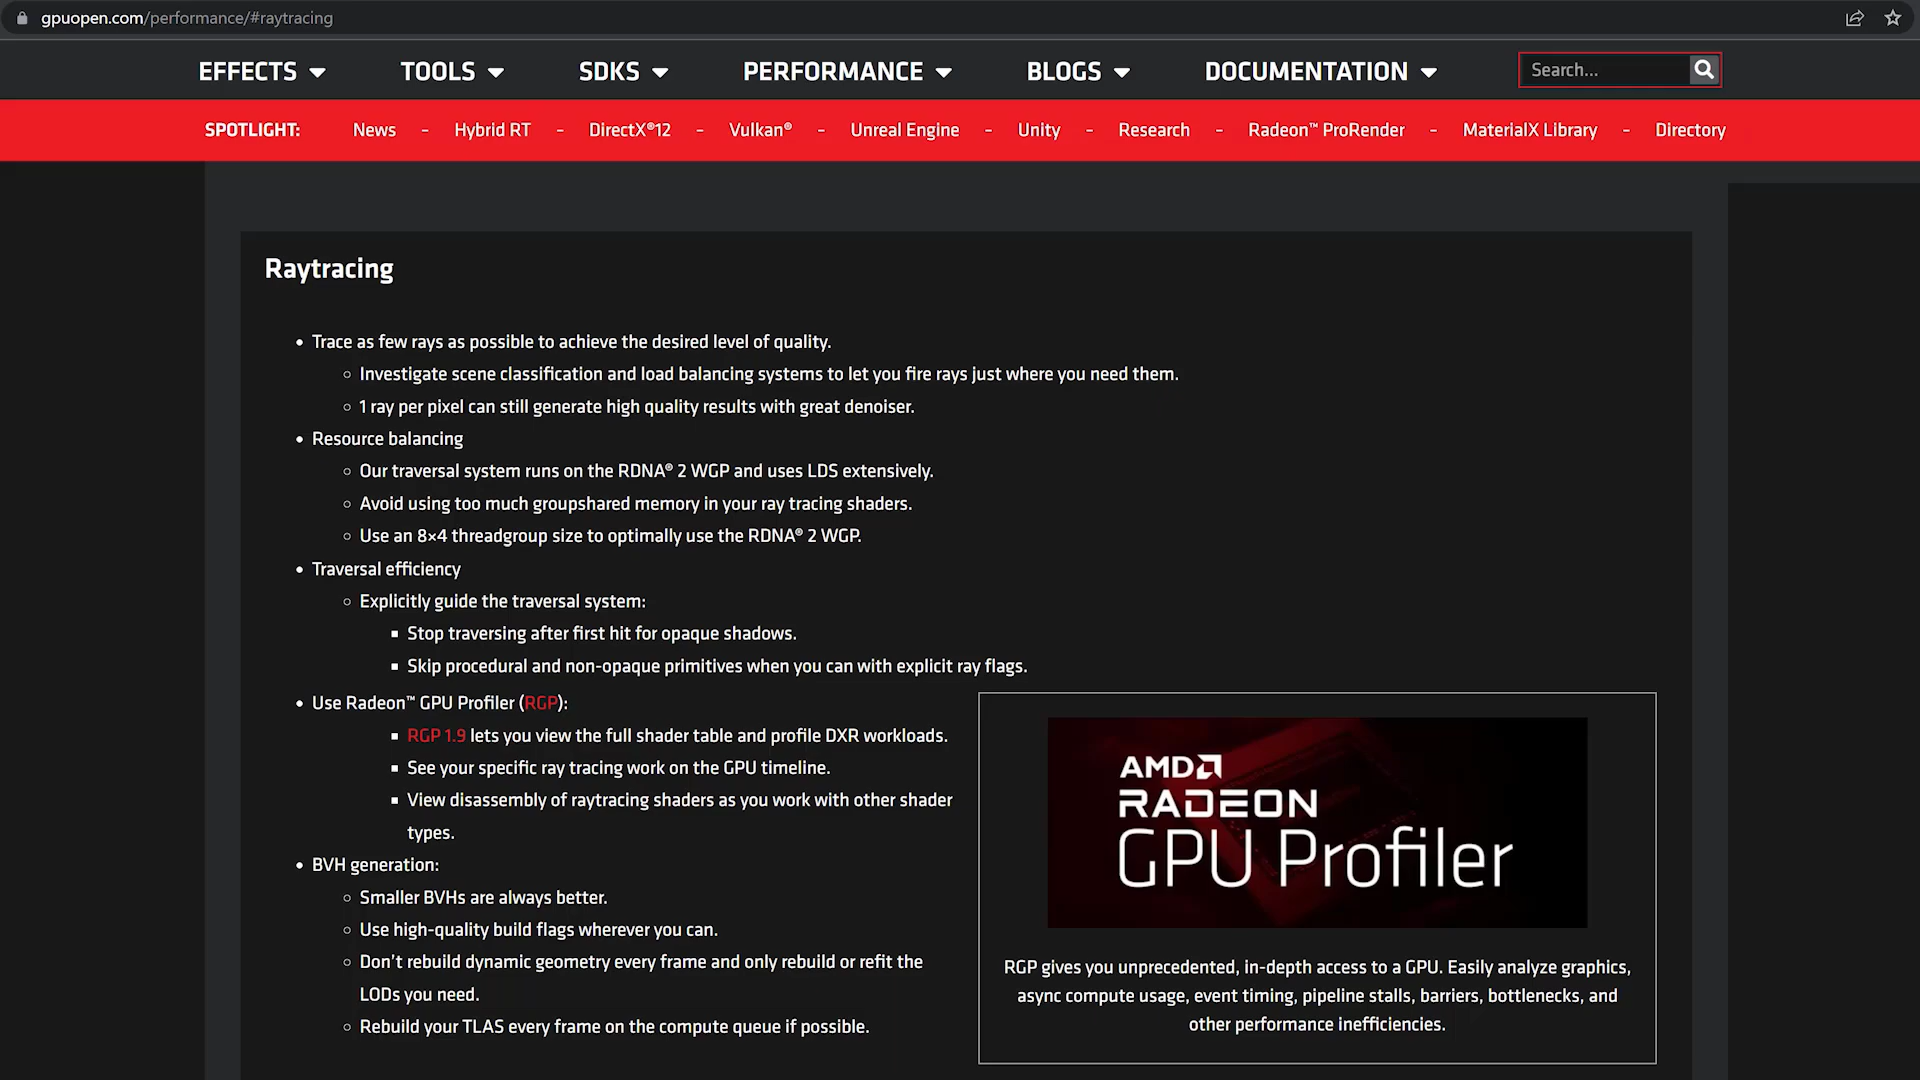 gpuopen.com/performance/#raytracing
EFFECTS TOOLS SDKS PERFORMANCE BLOGS DOCUMENTATION Search...
SPOTLIGHT: News - Hybrid RT - DirectX®12 - Vulkan® - Unreal Engine - Unity - Research - Radeon™ ProRender - MaterialX Library - Directory
Raytracing
• Trace as few rays as possible to achieve the desired level of quality.
◦ Investigate scene classification and load balancing systems to let you fire rays just where you need them.
◦ 1 ray per pixel can still generate high quality results with great denoiser.
• Resource balancing
◦ Our traversal system runs on the RDNA® 2 WGP and uses LDS extensively.
◦ Avoid using too much groupshared memory in your ray tracing shaders.
◦ Use an 8×4 threadgroup size to optimally use the RDNA® 2 WGP.
• Traversal efficiency
◦ Explicitly guide the traversal system:
▪ Stop traversing after first hit for opaque shadows.
▪ Skip procedural and non-opaque primitives when you can with explicit ray flags.
• Use Radeon™ GPU Profiler (RGP):
▪ RGP 1.9 lets you view the full shader table and profile DXR workloads.
▪ See your specific ray tracing work on the GPU timeline.
▪ View disassembly of raytracing shaders as you work with other shader
types.
• BVH generation:
◦ Smaller BVHs are always better.
◦ Use high-quality build flags wherever you can.
◦ Don't rebuild dynamic geometry every frame and only rebuild or refit the
LODs you need.
◦ Rebuild your TLAS every frame on the compute queue if possible.
AMD
RADEON
GPU Profiler
RGP gives you unprecedented, in-depth access to a GPU. Easily analyze graphics,
async compute usage, event timing, pipeline stalls, barriers, bottlenecks, and
other performance inefficiencies.